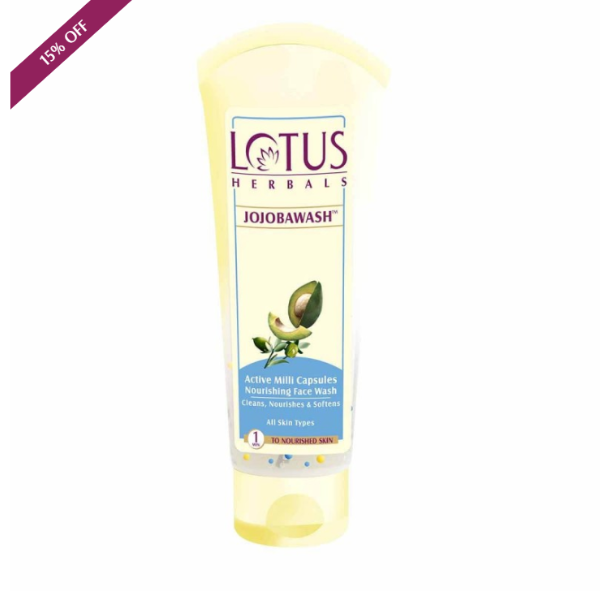 15% OFF
LOTUS
HERBALS
JOJOBAWASH™
Active Milli Capsules
Nourishing Face Wash
Cleans, Nourishes & Softens
All Skin Types
1 MIN TO NOURISHED SKIN